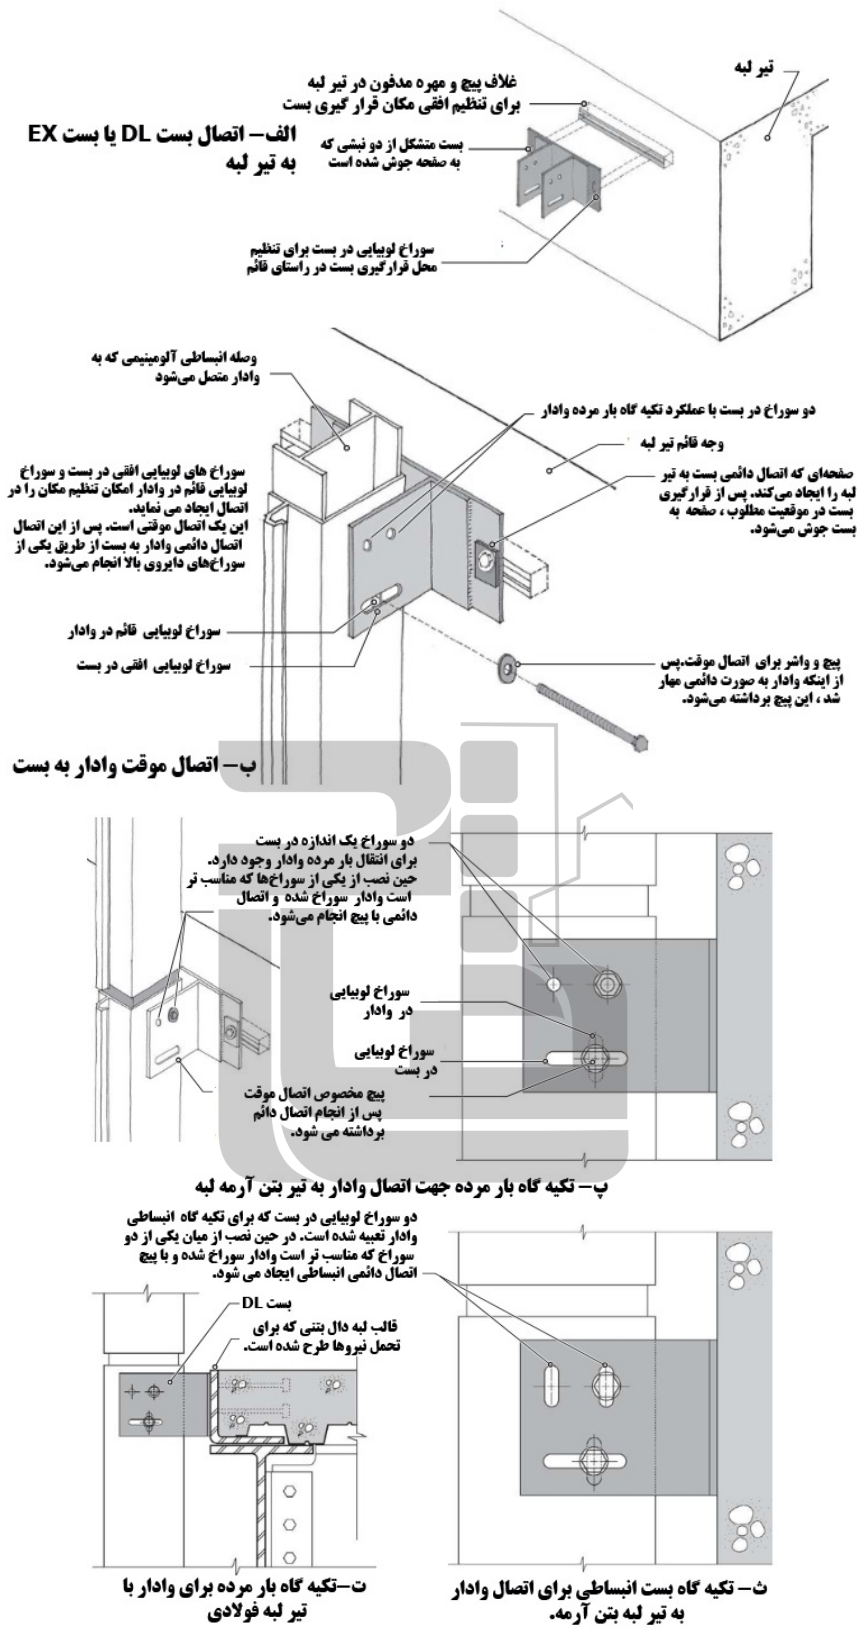 تیر لبه
غلاف پیچ و مهره مدفون در تیر لبه
برای تنظیم افقی مکان قرار گیری بست
الف- اتصال بست DL یا بست EX
به تیر لبه
بست متشکل از دو نبشی که
به صفحه جوش شده است
سوراخ لوبیایی در بست برای تنظیم
محل قرارگیری بست در راستای قائم
وصله انبساطی آلومینیمی که به
وادار متصل می‌شود
دو سوراخ در بست با عملکرد تکیه گاه بار مرده وادار
وجه قائم تیر لبه
صفحه‌ای که اتصال دائمی بست به تیر
لبه را ایجاد می‌کند. پس از قرارگیری
بست در موقعیت مطلوب ، صفحه به
بست جوش می‌شود.
سوراخ های لوبیایی افقی در بست و سوراخ
لوبیایی قائم در وادار امکان تنظیم مکان را در
اتصال ایجاد می نماید.
این یک اتصال موقتی است. پس از این اتصال
اتصال دائمی وادار به بست از طریق یکی از
سوراخ‌های دایروی بالا انجام می‌شود.
سوراخ لوبیایی قائم در وادار
سوراخ لوبیایی افقی در بست
پیچ و واشر برای اتصال موقت.پس
از اینکه وادار به صورت دائمی مهار
شد ، این پیچ برداشته می‌شود.
ب- اتصال موقت وادار به بست
دو سوراخ یک اندازه در بست
برای انتقال بار مرده وادار وجود دارد.
حین نصب از یکی از سوراخ‌ها که مناسب تر
است وادار سوراخ شده و اتصال
دائمی با پیچ انجام می‌شود.
سوراخ لوبیایی
در وادار
سوراخ لوبیایی
در بست
پیچ مخصوص اتصال موقت
پس از انجام اتصال دائم
برداشته می شود.
پ- تکیه گاه بار مرده جهت اتصال وادار به تیر بتن آرمه لبه
دو سوراخ لوبیایی در بست که برای تکیه گاه انبساطی
وادار تعبیه شده است. در حین نصب از میان یکی از دو
سوراخ که مناسب تر است وادار سوراخ شده و با پیچ
اتصال دائمی انبساطی ایجاد می شود.
بست DL
قالب لبه دال بتنی که برای
تحمل نیروها طرح شده است.
ت-تکیه گاه بار مرده برای وادار با
تیر لبه فولادی
ث- تکیه گاه بست انبساطی برای اتصال وادار
به تیر لبه بتن آرمه.